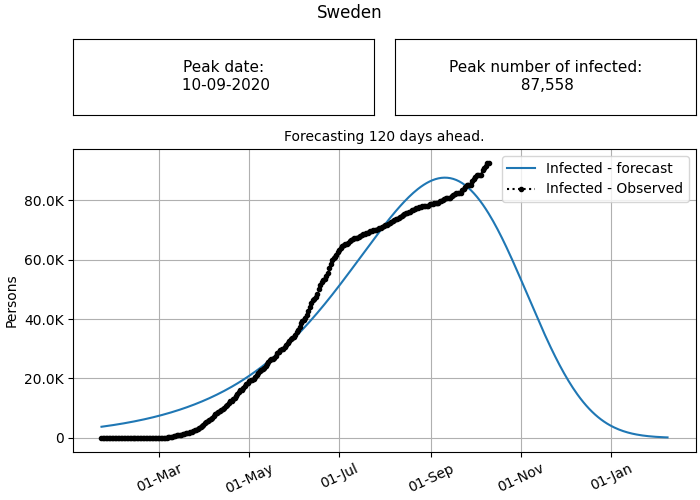 Sweden
Peak date:
10-09-2020
Peak number of infected:
87,558
Forecasting 120 days ahead.
Infected - forecast
Infected - Observed
80.0K
60.0K
40.0K
20.0K
0
Persons
01-Mar
01-May
01-Jul
01-Sep
01-Nov
01-Jan